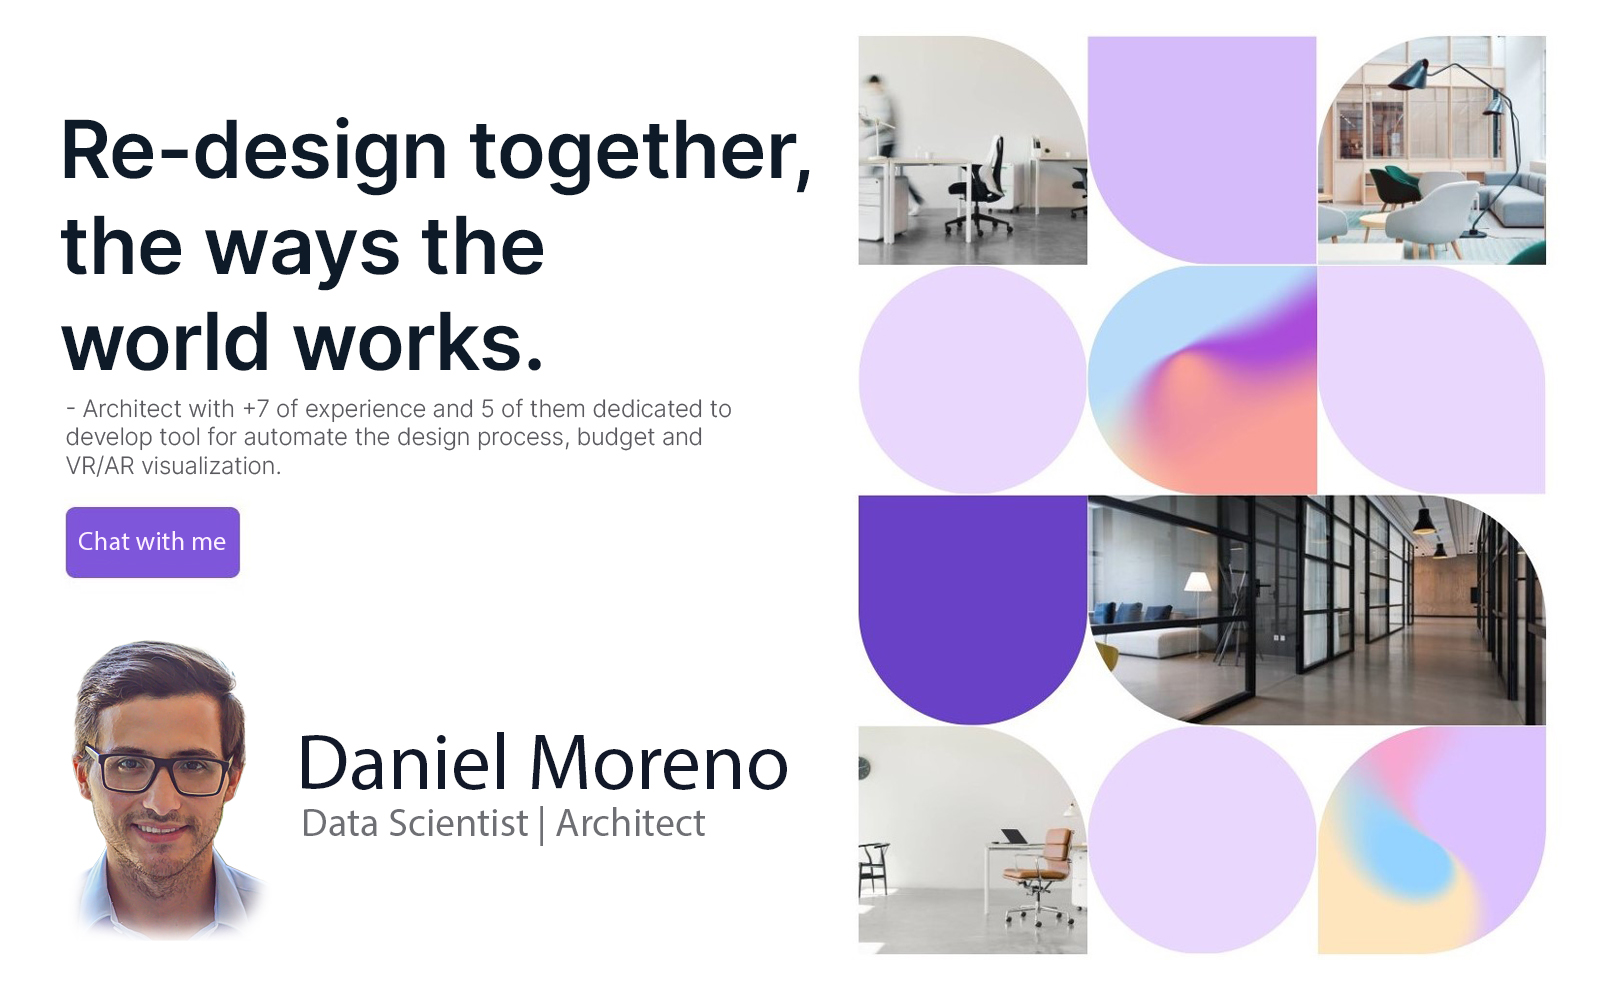 Re-design together,
the ways the
world works.
- Architect with +7 of experience and 5 of them dedicated to
develop tool for automate the design process, budget and
VR/AR visualization.
Chat with me
Daniel Moreno
Data Scientist | Architect